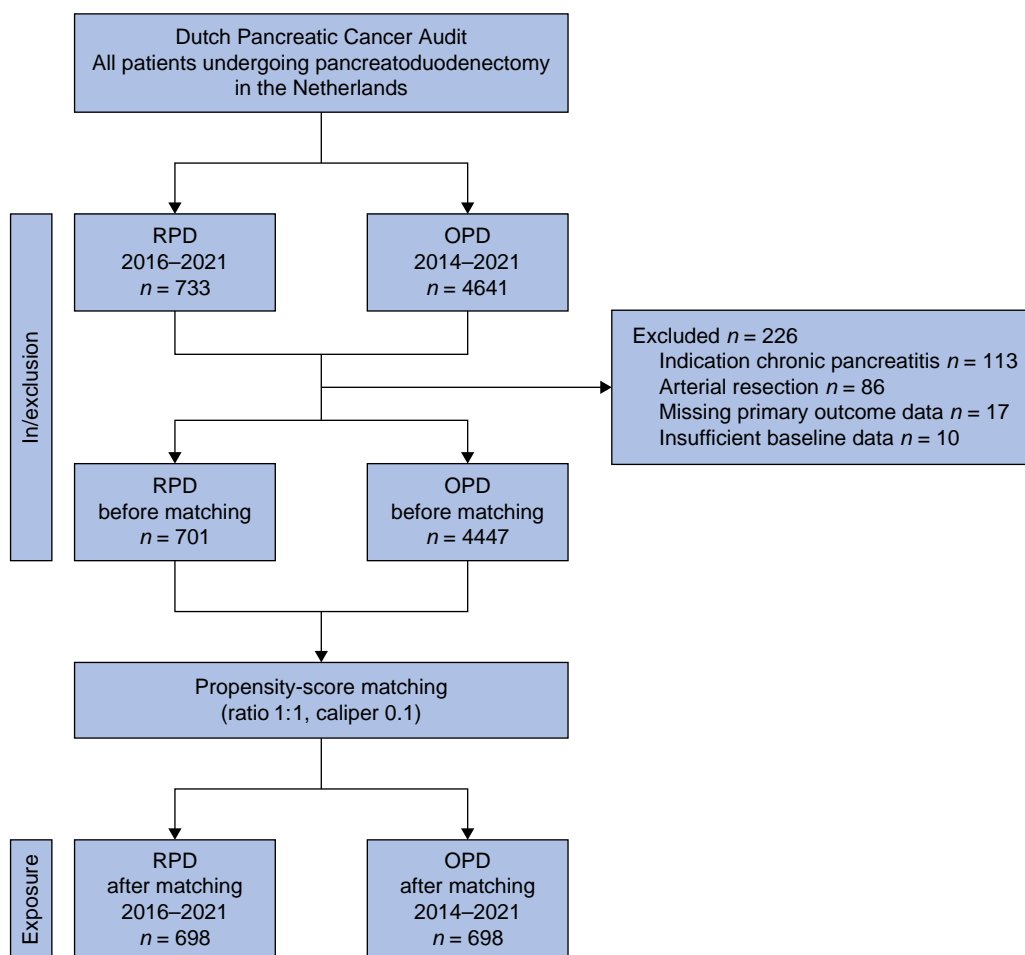 Dutch Pancreatic Cancer Audit
All patients undergoing pancreatoduodenectomy
in the Netherlands
In/exclusion
RPD
2016–2021
n = 733
OPD
2014–2021
n = 4641
Excluded n = 226
Indication chronic pancreatitis n = 113
Arterial resection n = 86
Missing primary outcome data n = 17
Insufficient baseline data n = 10
RPD
before matching
n = 701
OPD
before matching
n = 4447
Propensity-score matching
(ratio 1:1, caliper 0.1)
Exposure
RPD
after matching
2016–2021
n = 698
OPD
after matching
2014–2021
n = 698